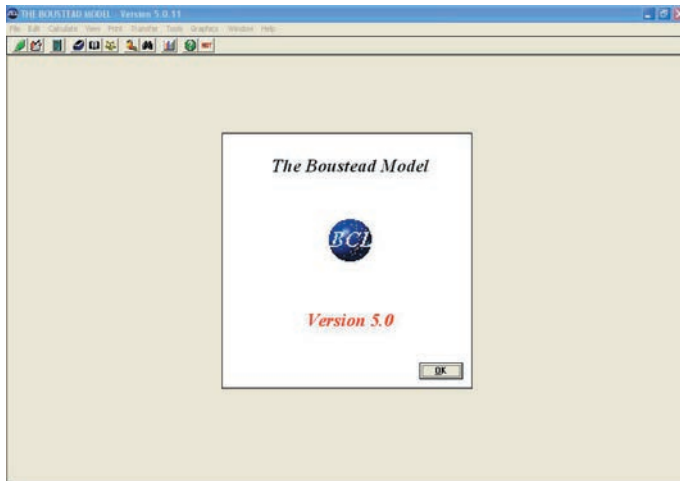 THE BOUSTEAD MODEL - Version 5.0.11
File Edit Calculate View Print Transfer Tools Graphics Window Help
The Boustead Model
BCL
Version 5.0
OK